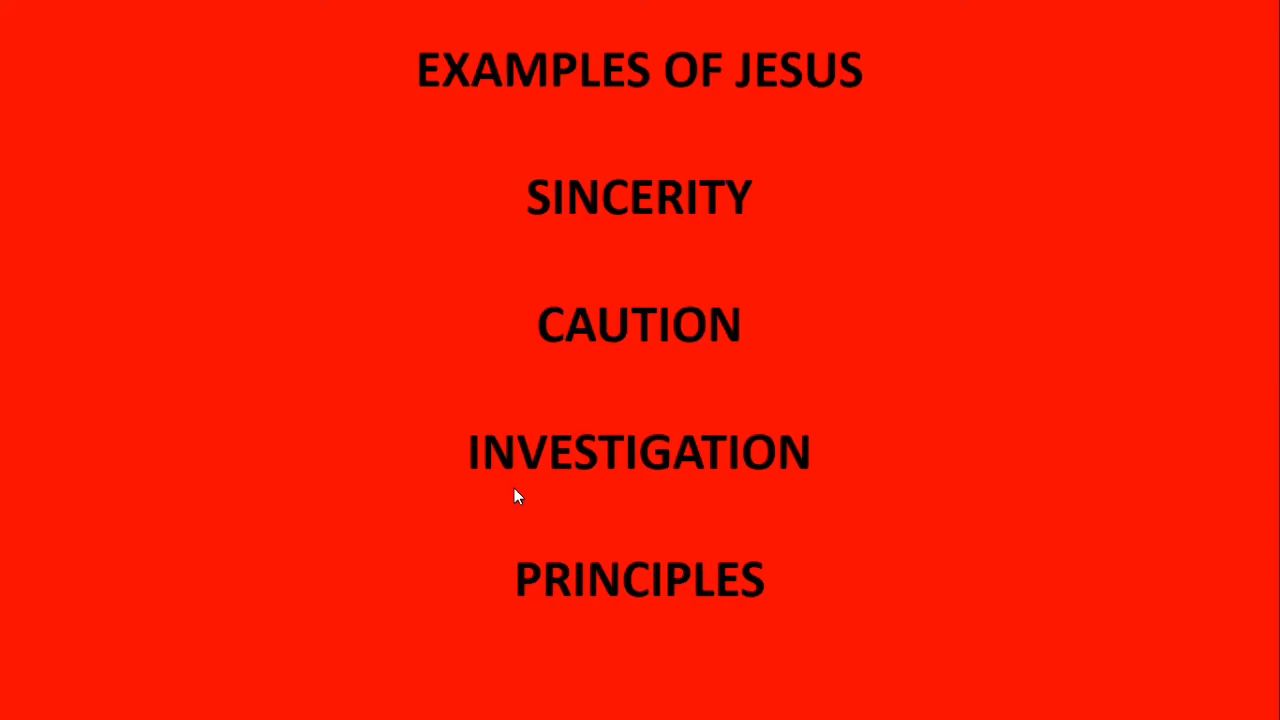 EXAMPLES OF JESUS
SINCERITY
CAUTION
INVESTIGATION
PRINCIPLES